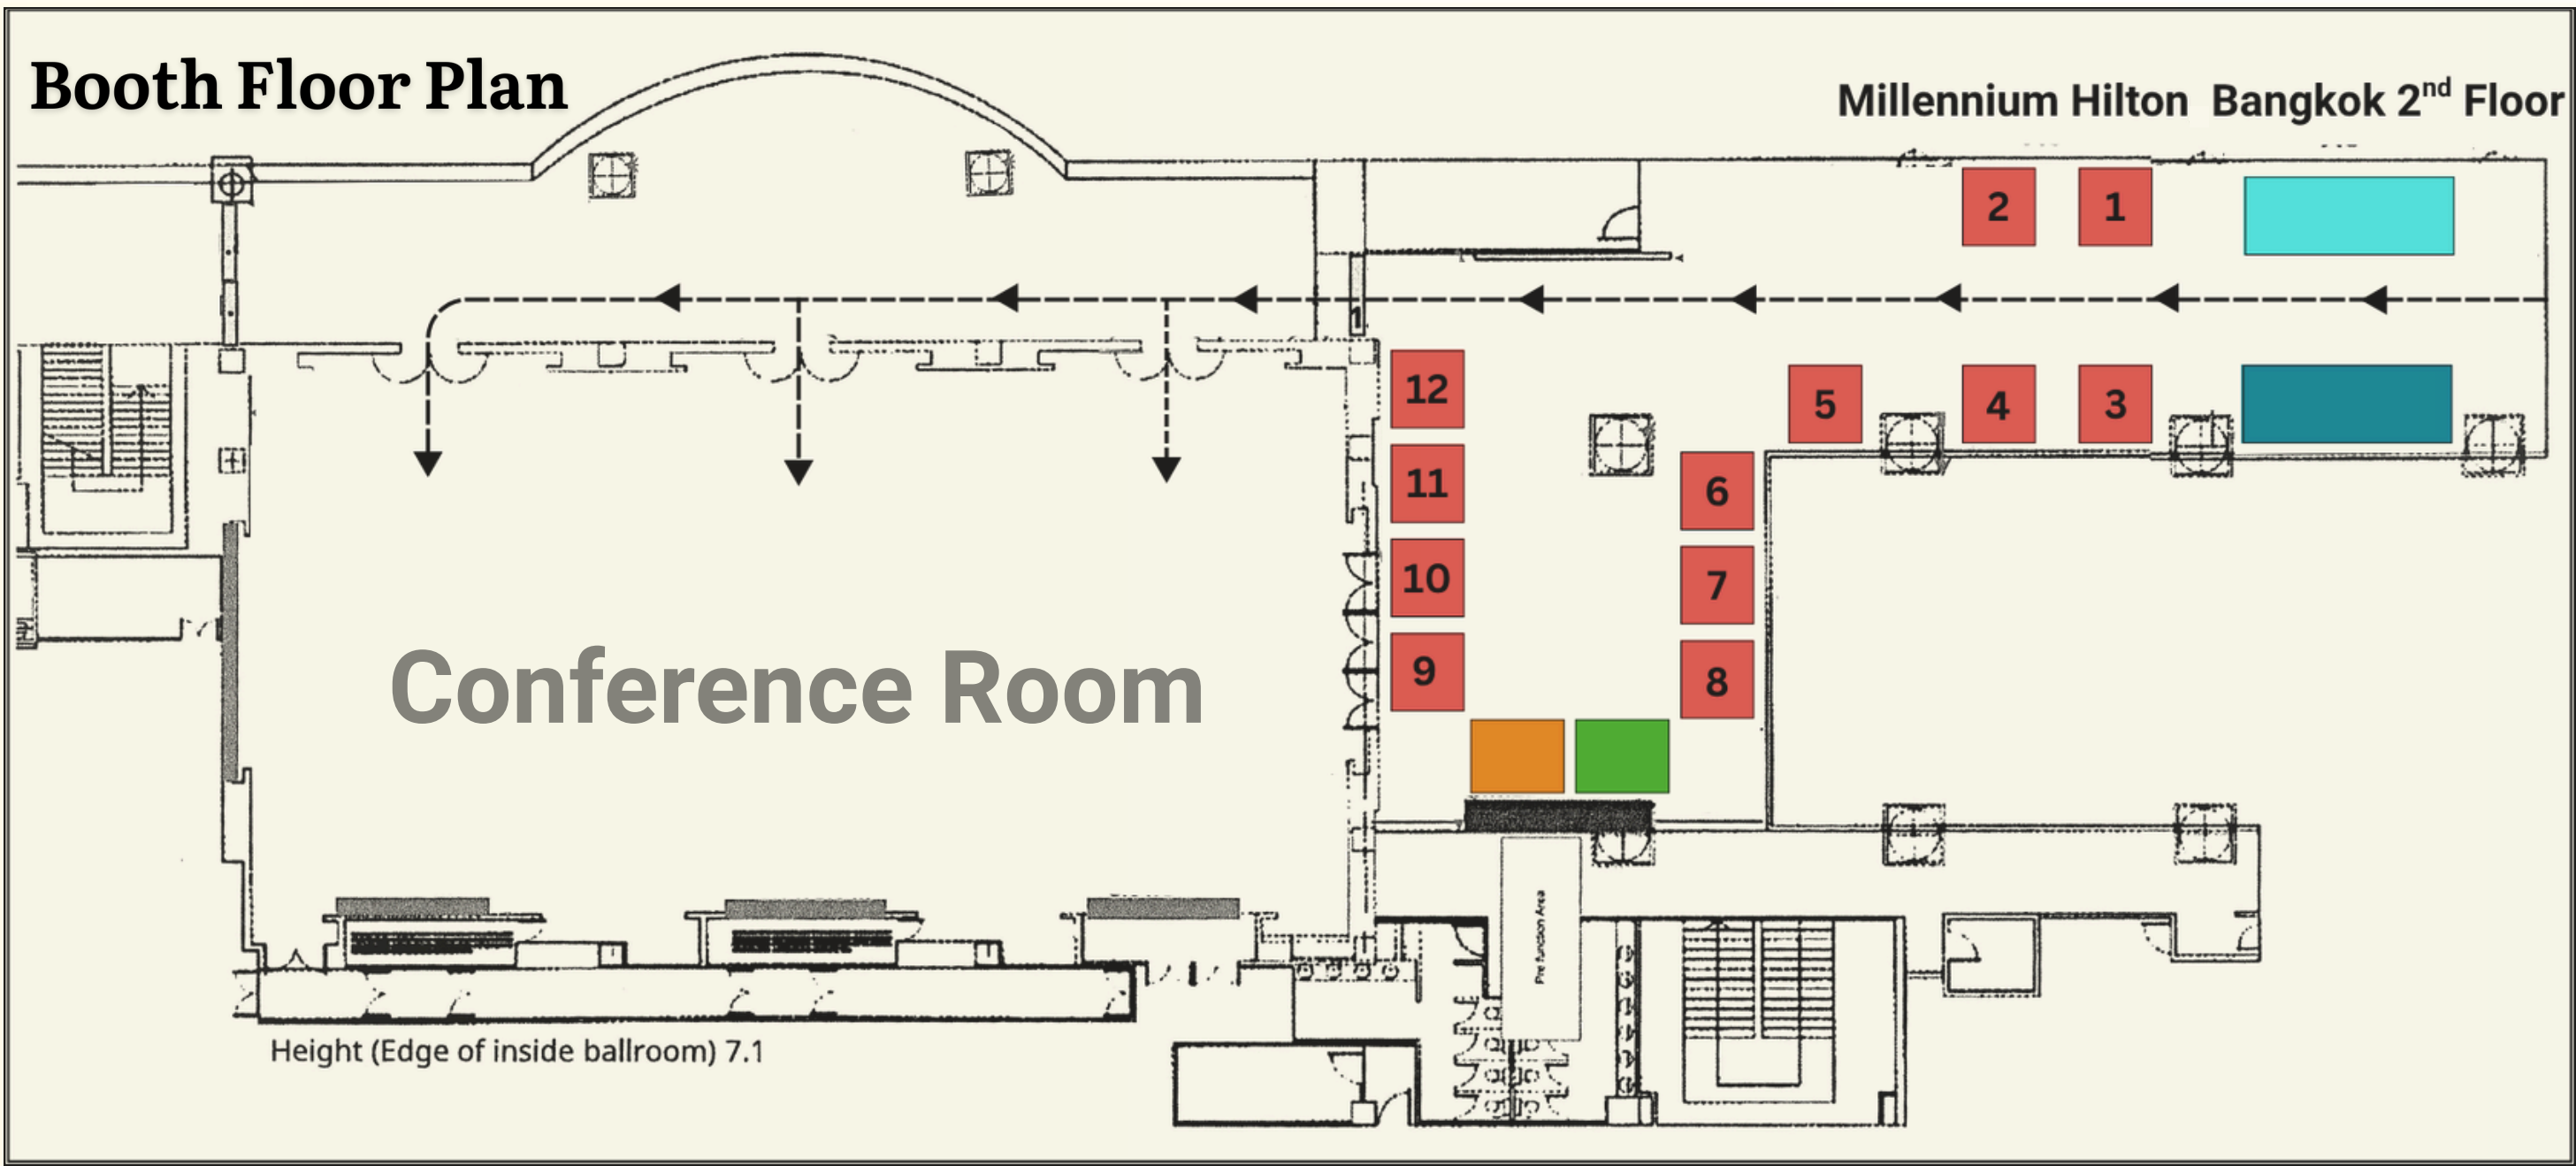 Booth Floor Plan
Millennium Hilton Bangkok 2nd Floor
2
1
5
4
3
12
11
10
9
6
7
8
Conference Room
Pre function Area
Height (Edge of inside ballroom) 7.1